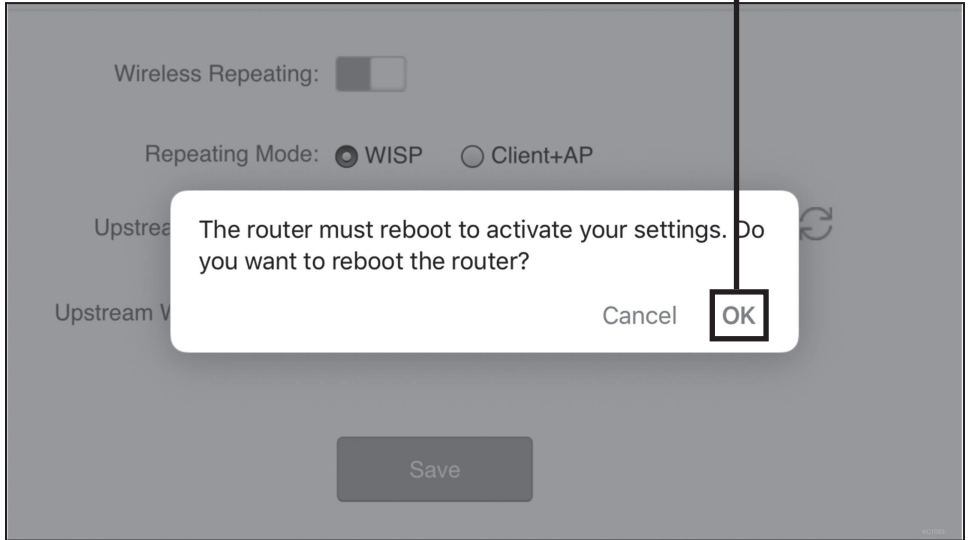 Wireless Repeating:
Repeating Mode: WISP Client+AP
Upstrea
The router must reboot to activate your settings. Do
you want to reboot the router?
Upstream W
Cancel OK
Save